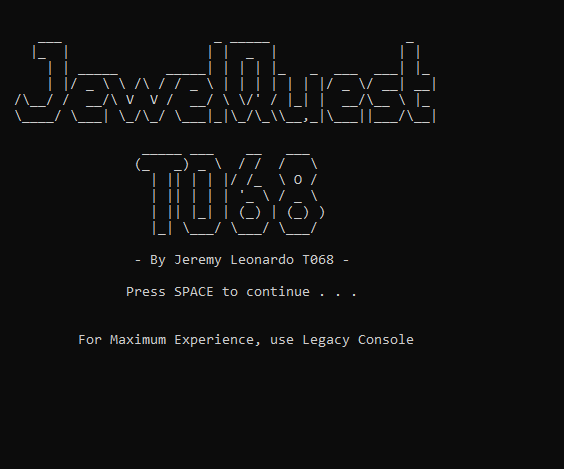 JewelQuest
T068
- By Jeremy Leonardo T068 -
Press SPACE to continue . . .
For Maximum Experience, use Legacy Console